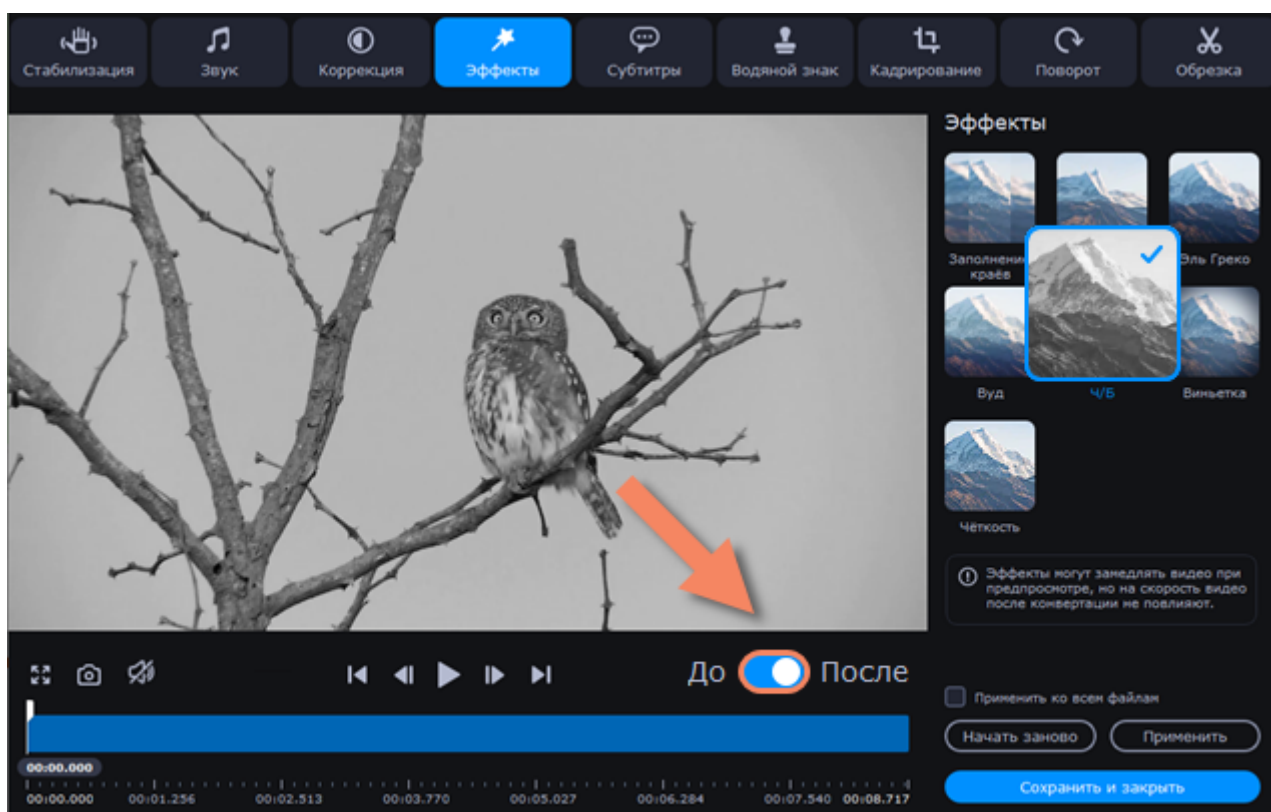 Стабилизация
Звук
Коррекция
Эффекты
Субтитры
Водяной знак
Кадрирование
Поворот
Обрезка
Эффекты
Эль Греко
краёв
Вуд
Ч/Б
Виньетка
Чёткость
Эффекты могут замедлять видео при
предпросмотре, но на скорость видео
после конвертации не повлияют.
До
После
Применить ко всем файлам
Начать заново
Применить
Сохранить и закрыть
00:00.000
00:00.000
00:01.256
00:02.513
00:03.770
00:05.027
00:06.284
00:07.540
00:08.717